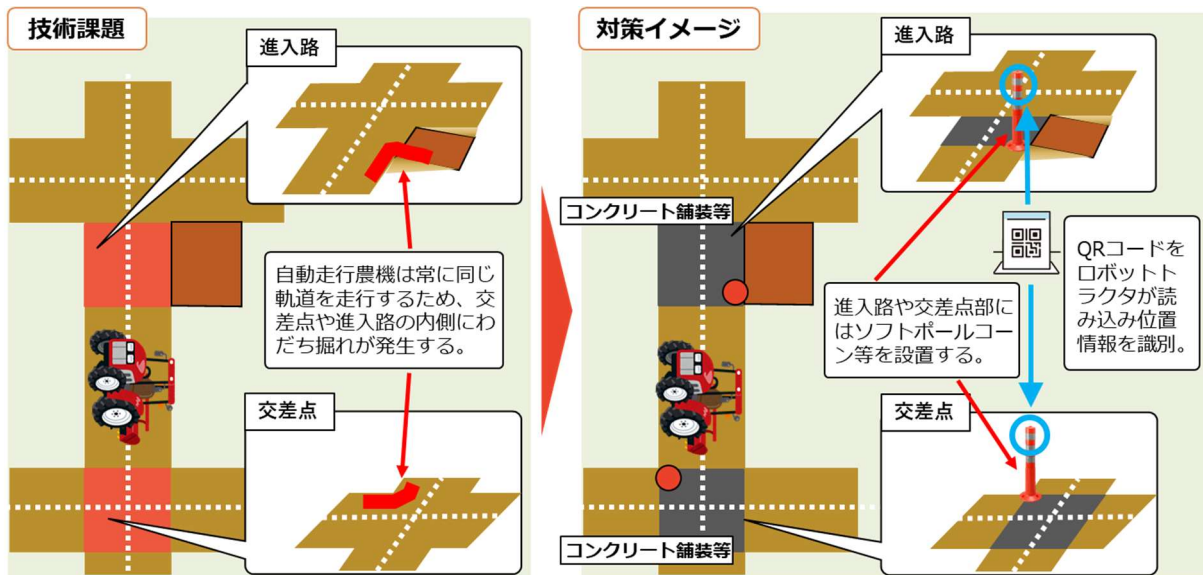 技術課題
進入路
自動走行農機は常に同じ
軌道を走行するため、交
差点や進入路の内側にわ
だち掘れが発生する。
交差点
対策イメージ
進入路
コンクリート舗装等
進入路や交差点部に
はソフトポールコー
ン等を設置する。
QRコードを
ロボットト
ラクタが読
み込み位置
情報を識別。
交差点
コンクリート舗装等